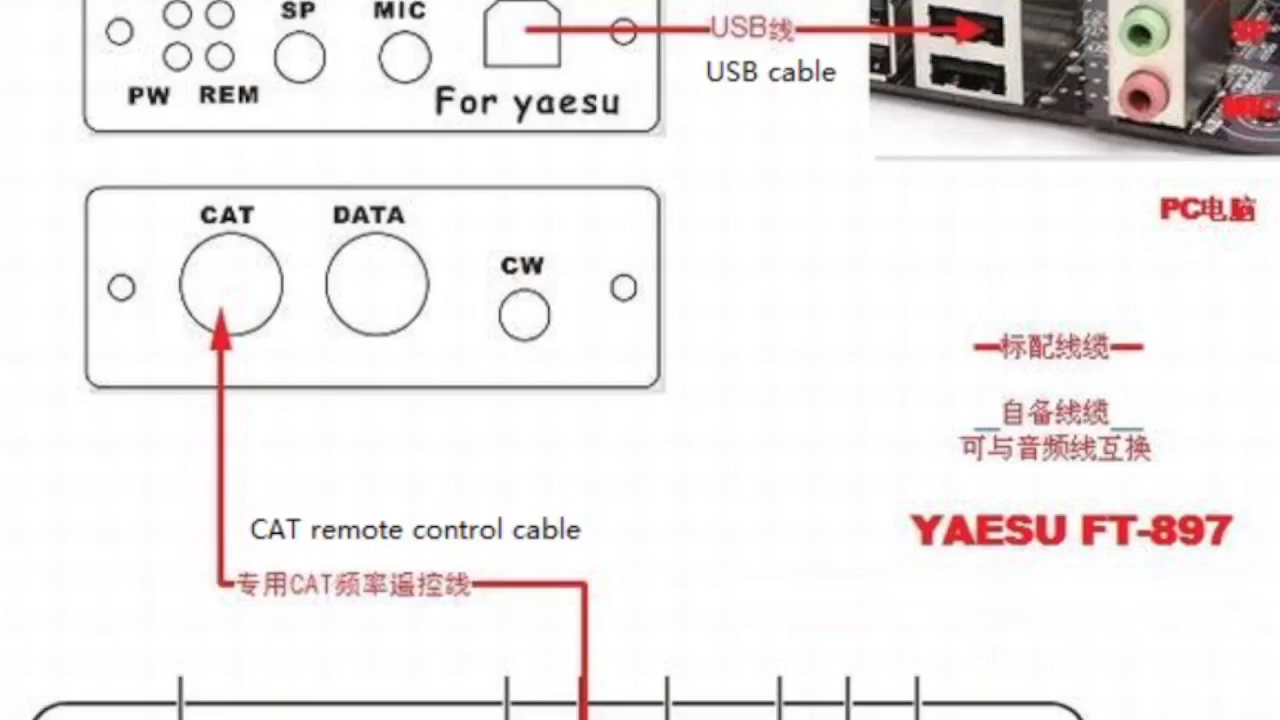 SP
MIC
PW
REM
For yaesu
USB线
USB cable
SP
MIC
PC电脑
CAT
DATA
CW
标配线缆
自备线缆
可与音频线互换
YAESU FT-897
CAT remote control cable
专用CAT频率遥控线